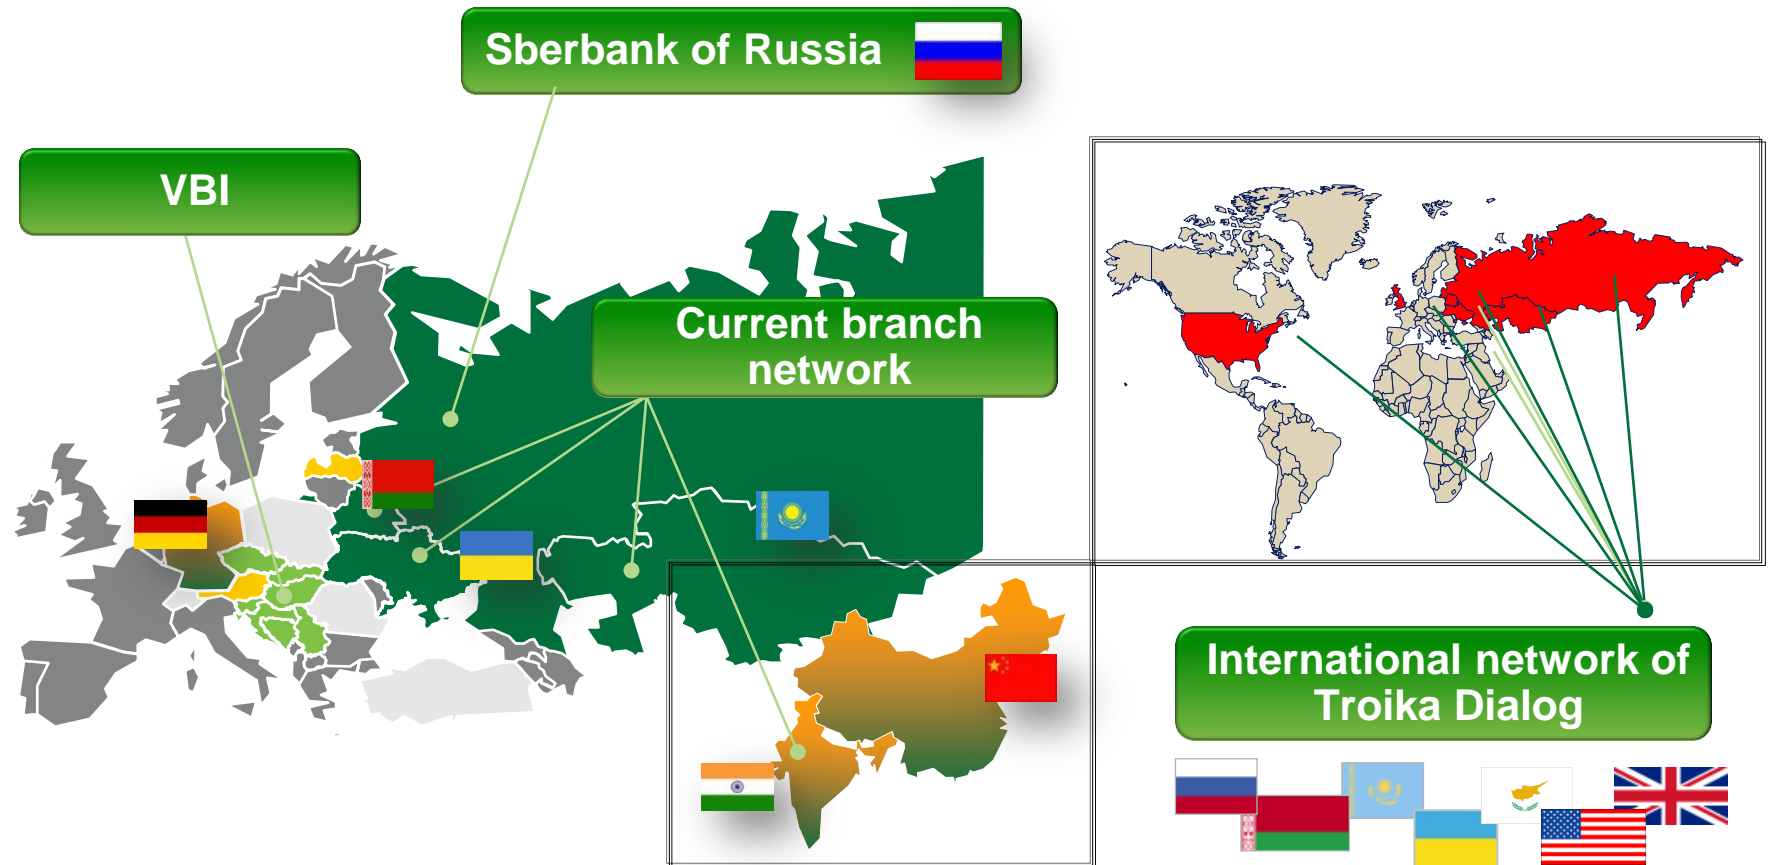 Sberbank of Russia
VBI
Current branch
network
International network of
Troika Dialog